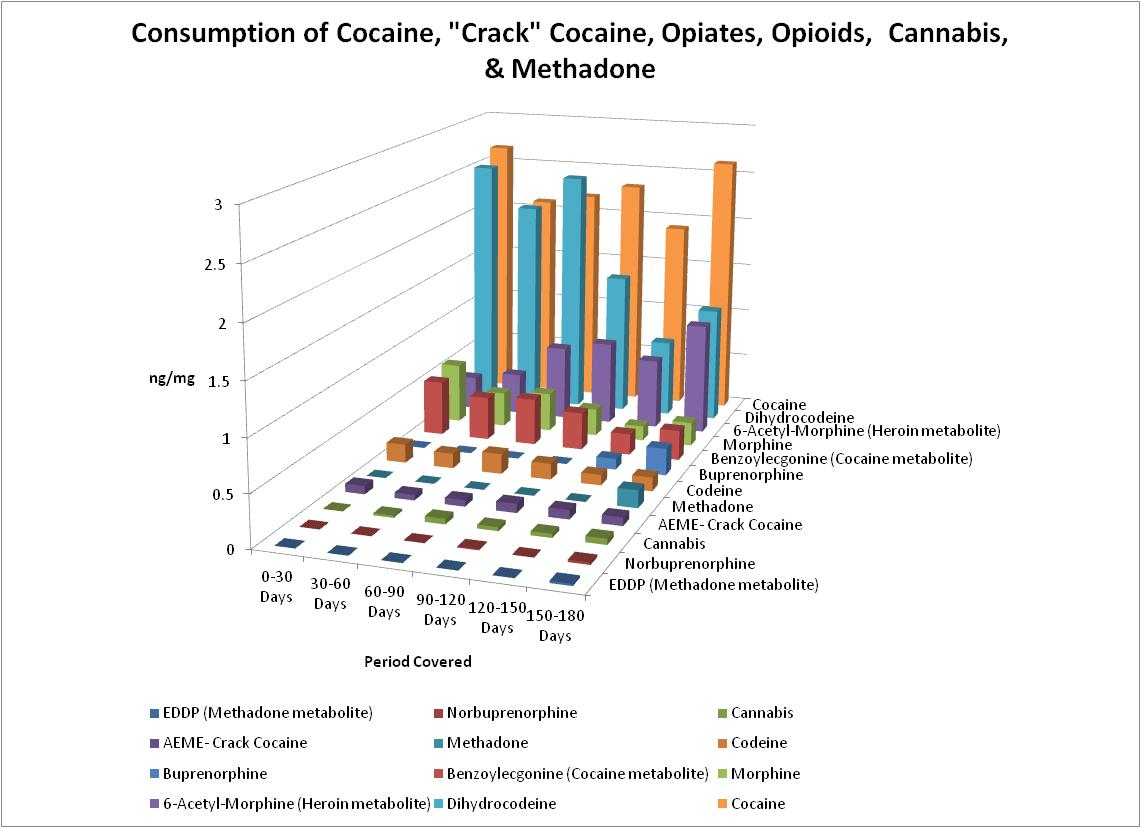 Consumption of Cocaine, "Crack" Cocaine, Opiates, Opioids,  Cannabis,
& Methadone
3
2.5
2
ng/mg
1.5
1
0.5
0
Cocaine
Dihydrocodeine
6-Acetyl-Morphine (Heroin metabolite)
Morphine
Benzoylecgonine (Cocaine metabolite)
Buprenorphine
Codeine
Methadone
AEME- Crack Cocaine
Cannabis
Norbuprenorphine
EDDP (Methadone metabolite)
0-30
Days
30-60
Days
60-90
Days
90-120
Days
120-150
Days
150-180
Days
Period Covered
EDDP (Methadone metabolite) Norbuprenorphine Cannabis
AEME- Crack Cocaine Methadone Codeine
Buprenorphine Benzoylecgonine (Cocaine metabolite) Morphine
6-Acetyl-Morphine (Heroin metabolite) Dihydrocodeine Cocaine